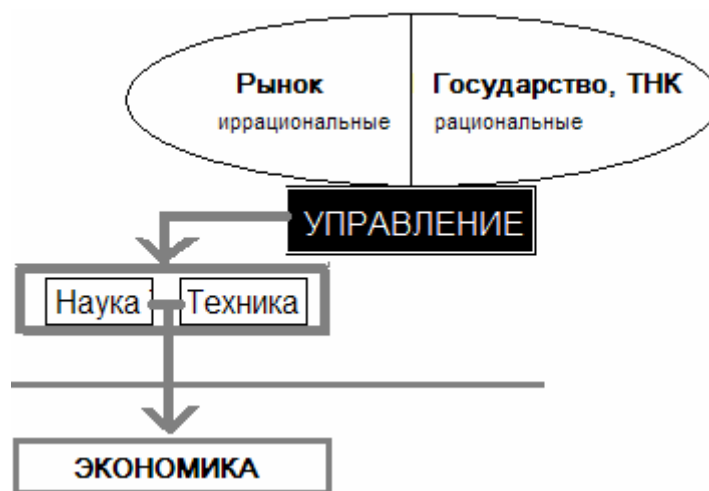 Рынок Государство, ТНК
иррациональные рациональные
УПРАВЛЕНИЕ
Наука Техника
ЭКОНОМИКА